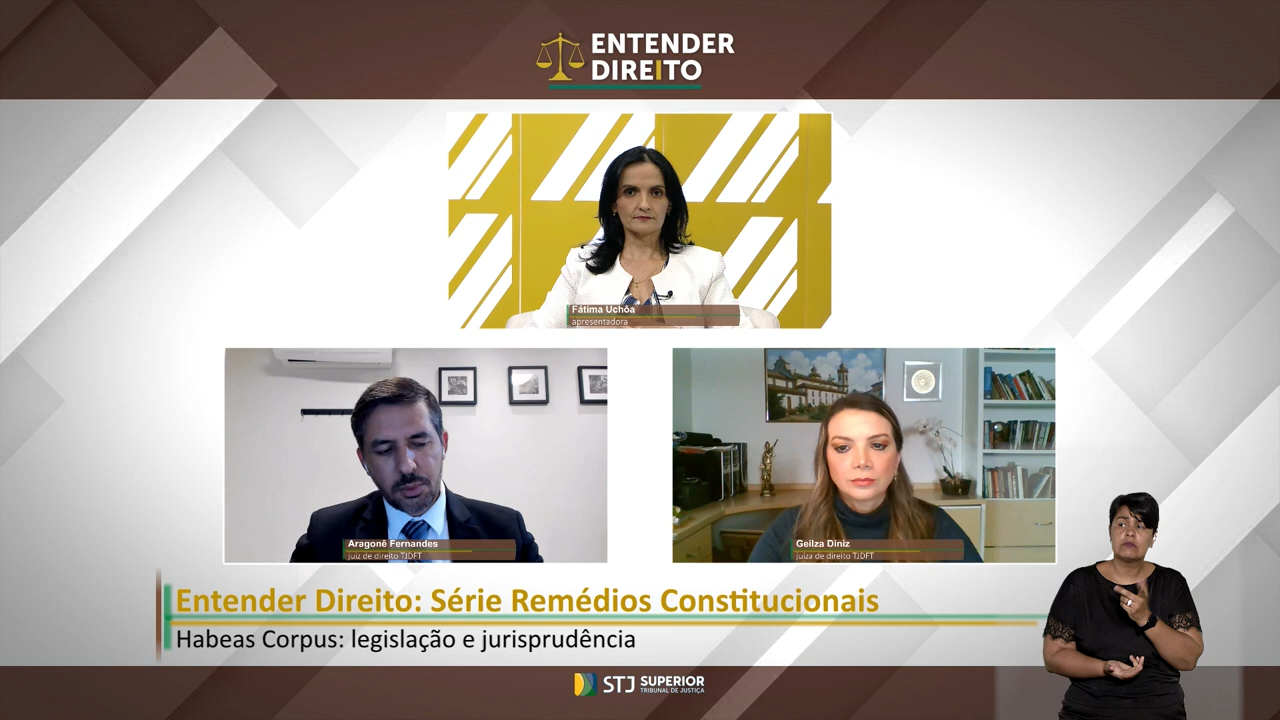 ENTENDER
DIREITO
Fátima Uchôa
apresentadora
Aragonê Fernandes
juiz de direito TJDFT
Geilza Diniz
juíza de direito TJDFT
Entender Direito: Série Remédios Constitucionais
Habeas Corpus: legislação e jurisprudência
STJ SUPERIOR
TRIBUNAL DE JUSTIÇA